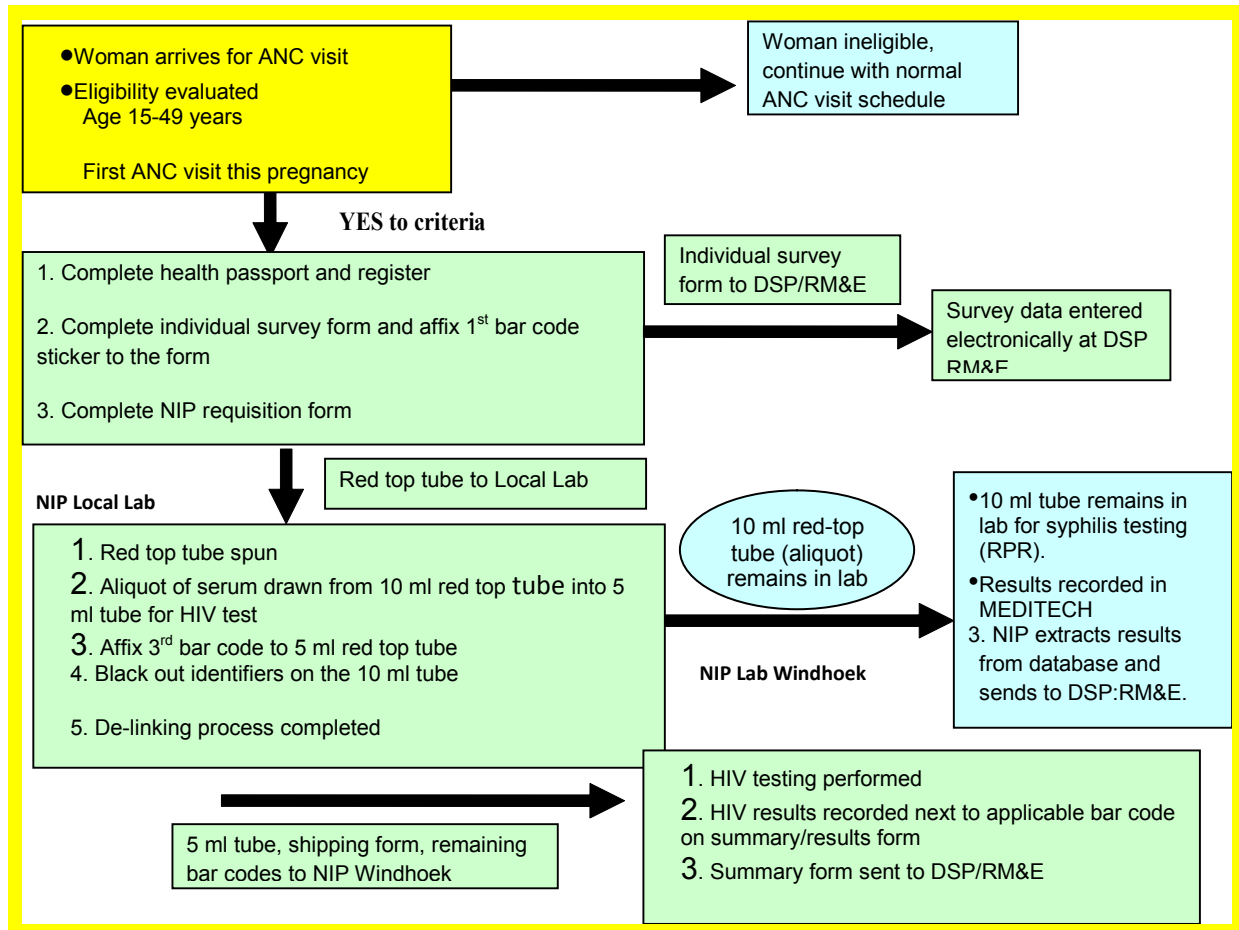 ●Woman arrives for ANC visit
●Eligibility evaluated
Age 15-49 years
First ANC visit this pregnancy
Woman ineligible,
continue with normal
ANC visit schedule
YES to criteria
1. Complete health passport and register
2. Complete individual survey form and affix 1st bar code
sticker to the form
3. Complete NIP requisition form
Individual survey
form to DSP/RM&E
Survey data entered
electronically at DSP
RM&E
Red top tube to Local Lab
NIP Local Lab
1. Red top tube spun
2. Aliquot of serum drawn from 10 ml red top tube into 5
ml tube for HIV test
3. Affix 3rd bar code to 5 ml red top tube
4. Black out identifiers on the 10 ml tube
5. De-linking process completed
10 ml red-top
tube (aliquot)
remains in lab
NIP Lab Windhoek
●10 ml tube remains in
lab for syphilis testing
(RPR).
●Results recorded in
MEDITECH
3. NIP extracts results
from database and
sends to DSP:RM&E.
5 ml tube, shipping form, remaining
bar codes to NIP Windhoek
1. HIV testing performed
2. HIV results recorded next to applicable bar code
on summary/results form
3. Summary form sent to DSP/RM&E